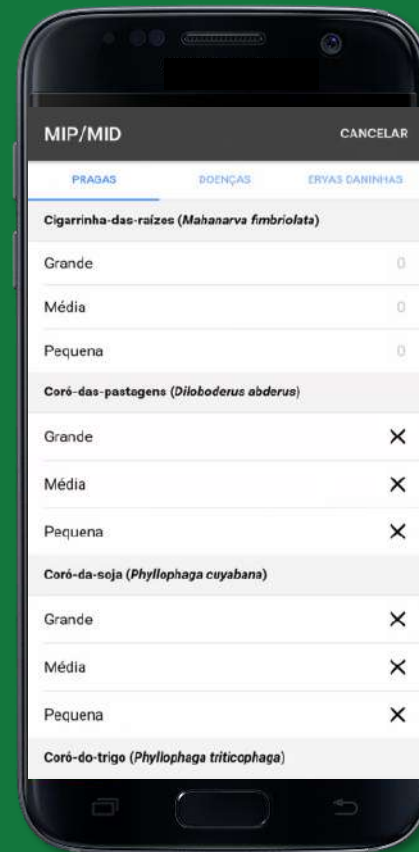 MIP/MID CANCELAR
PRAGAS DOENÇAS ERVAS DANINHAS
Cigarrinha-das-raízes (Mahanarva fimbriolata)
Grande 0
Média 0
Pequena 0
Coró-das-pastagens (Diloboderus abderus)
Grande
Média
Pequena
Coró-da-soja (Phyllophaga cuyabana)
Grande
Média
Pequena
Coró-do-trigo (Phyllophaga triticophaga)